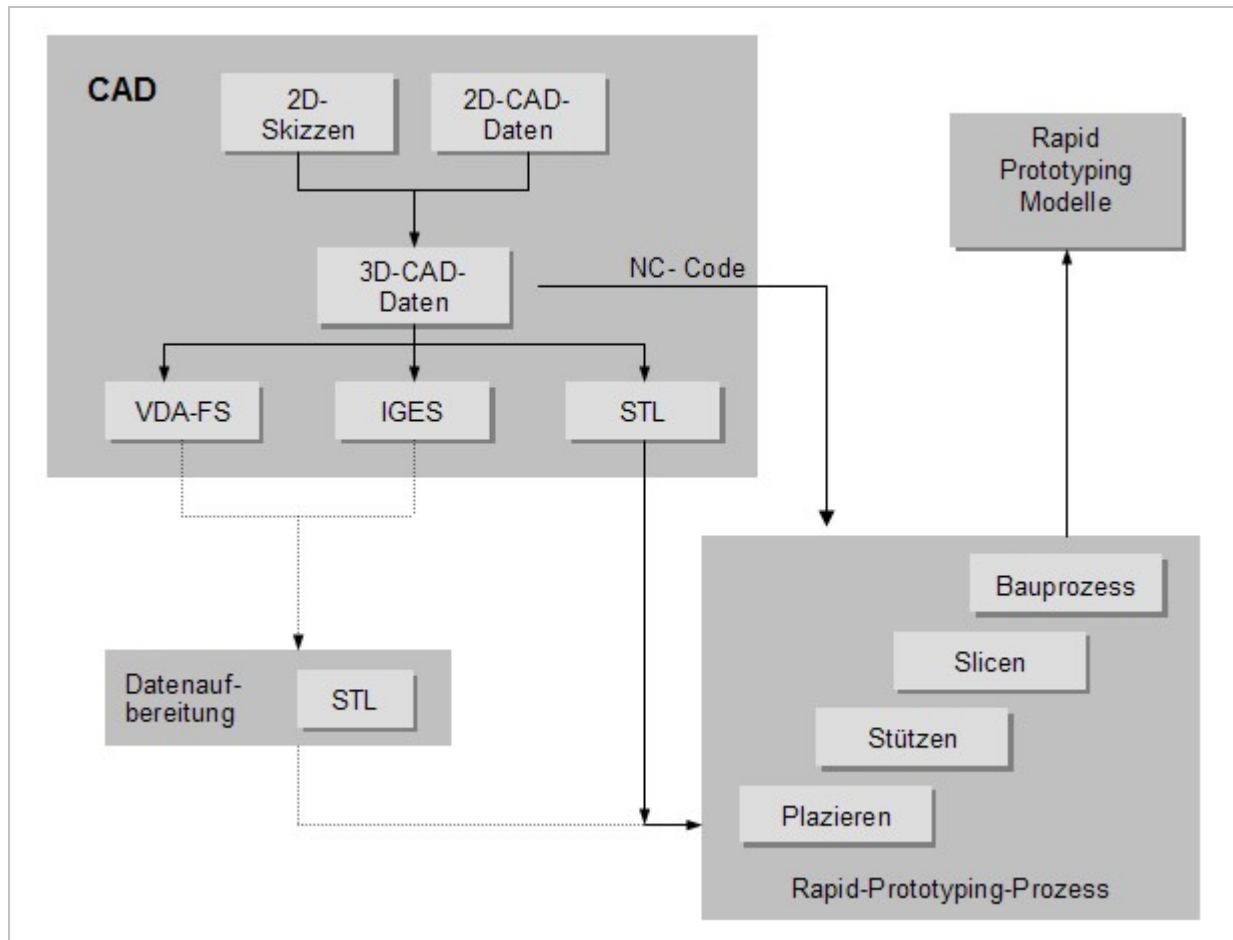 CAD
2D-
Skizzen
2D-CAD-
Daten
3D-CAD-
Daten
NC- Code
VDA-FS
IGES
STL
Datenauf-
bereitung
STL
Rapid
Prototyping
Modelle
Bauprozess
Slicen
Stützen
Plazieren
Rapid-Prototyping-Prozess